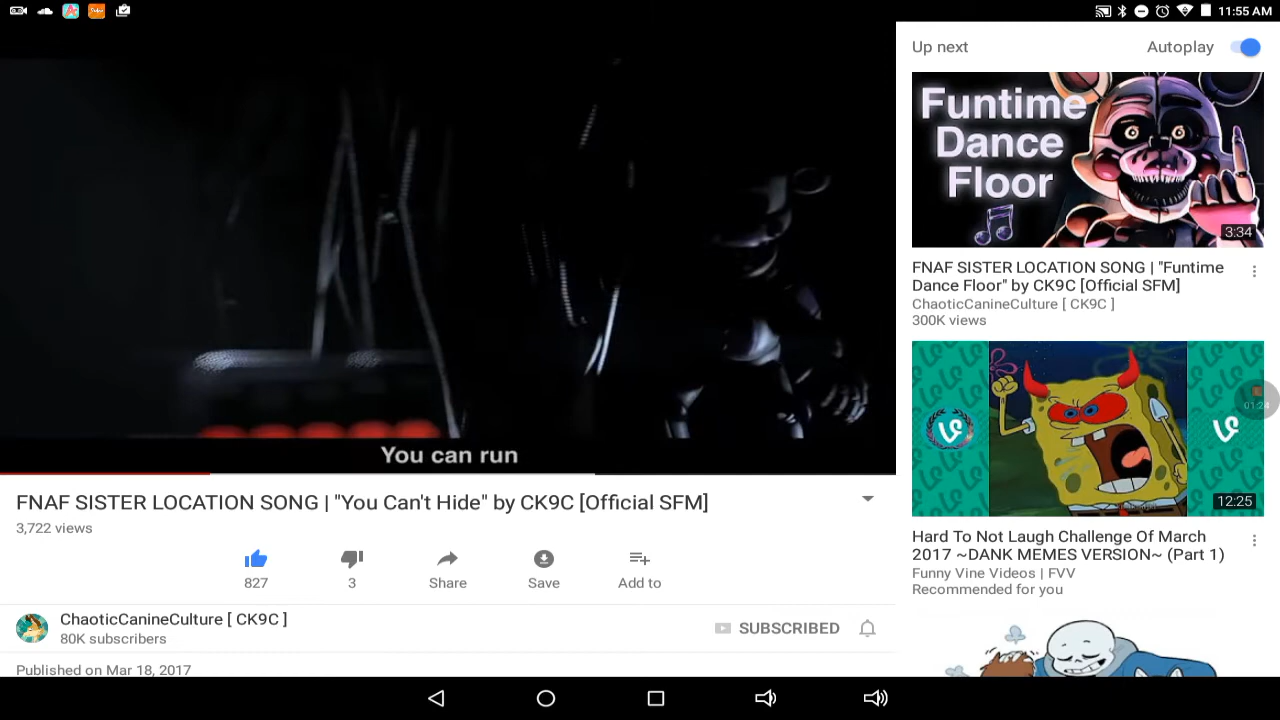 11:55 AM
You can run
FNAF SISTER LOCATION SONG | "You Can't Hide" by CK9C [Official SFM]
3,722 views
827
3
Share
Save
Add to
ChaoticCanineCulture [ CK9C ]
80K subscribers
SUBSCRIBED
Published on Mar 18, 2017
Up next
Autoplay
Funtime
Dance
Floor
3:34
FNAF SISTER LOCATION SONG | "Funtime
Dance Floor" by CK9C [Official SFM]
ChaoticCanineCulture [ CK9C ]
300K views
01:24
12:25
Hard To Not Laugh Challenge Of March
2017 ~DANK MEMES VERSION~ (Part 1)
Funny Vine Videos | FVV
Recommended for you